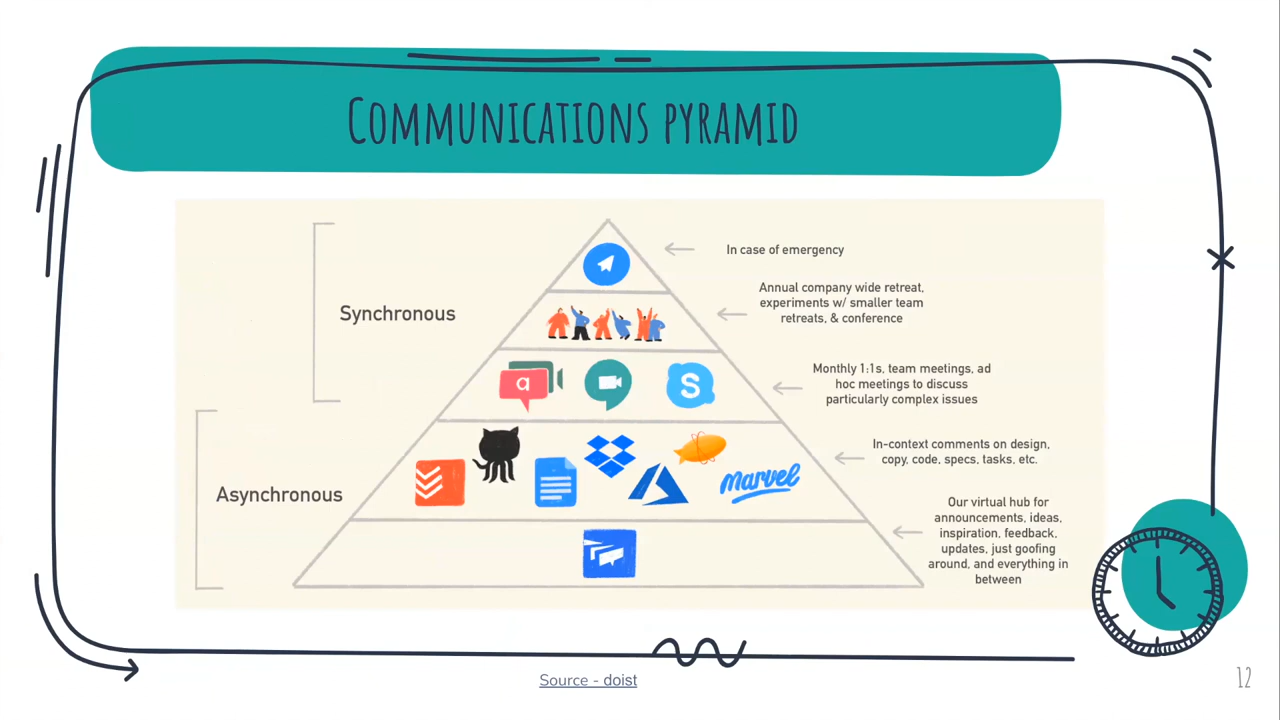 Communications pyramid
Synchronous
In case of emergency
Annual company wide retreat,
experiments w/ smaller team
retreats, & conference
a
S
Monthly 1:1s, team meetings, ad
hoc meetings to discuss
particularly complex issues
Marvel
In-context comments on design,
copy, code, specs, tasks, etc.
Asynchronous
Our virtual hub for
announcements, ideas,
inspiration, feedback,
updates, just goofing
around, and everything in
between
Source - doist
12